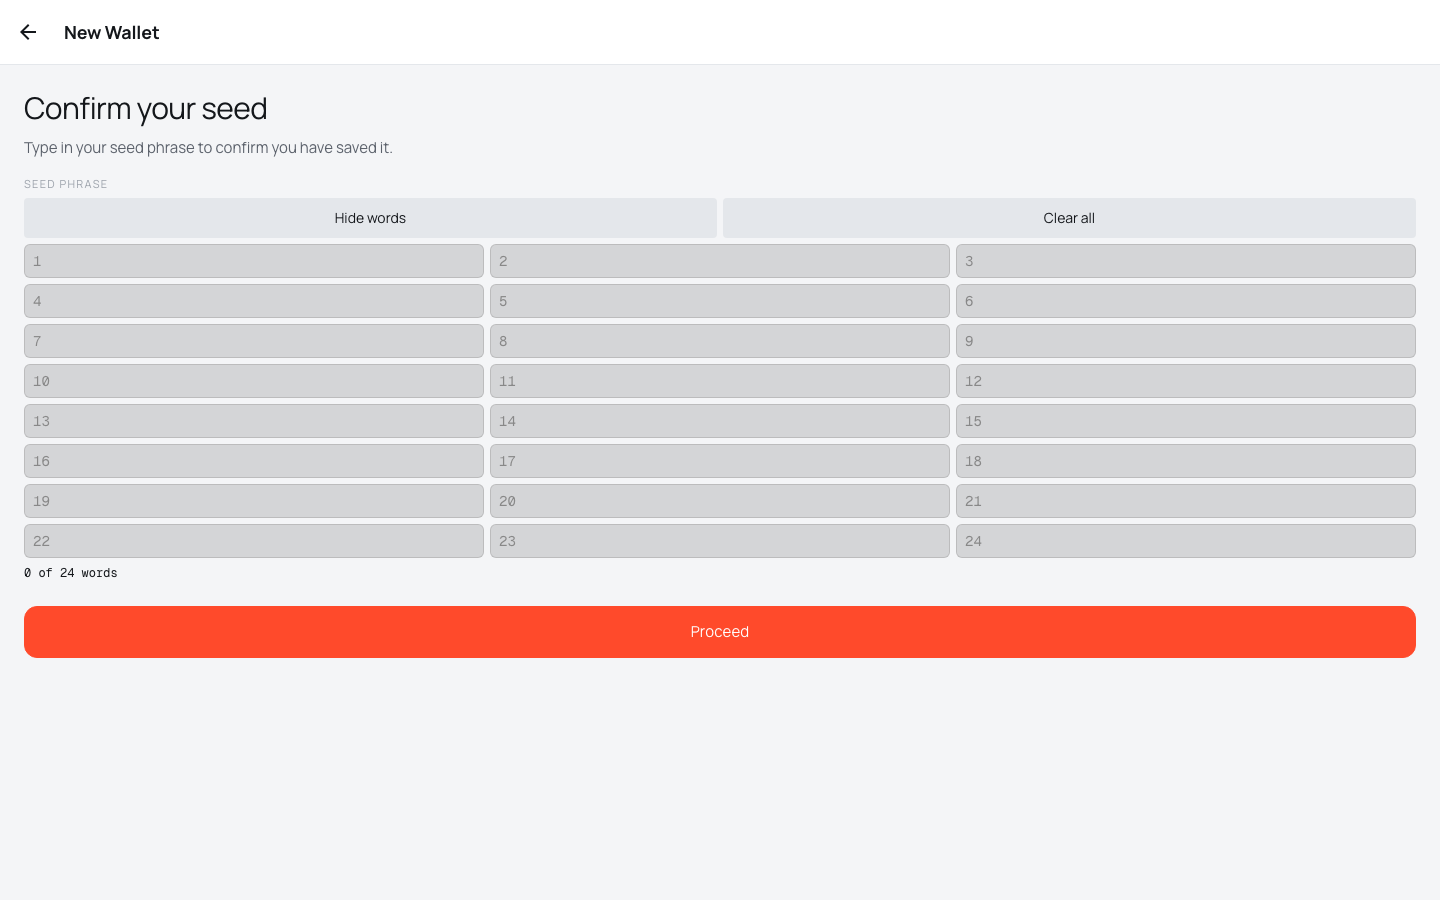 New Wallet
Confirm your seed
Type in your seed phrase to confirm you have saved it.
SEED PHRASE
Hide words Clear all
1 2 3
4 5 6
7 8 9
10 11 12
13 14 15
16 17 18
19 20 21
22 23 24
0 of 24 words
Proceed